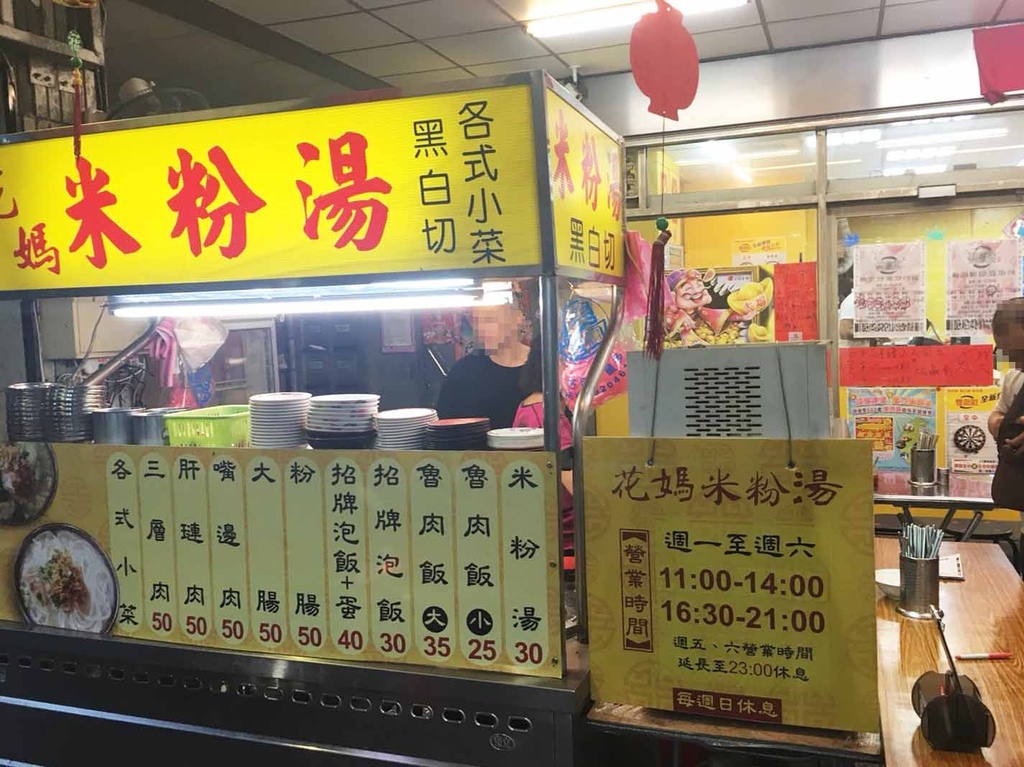 媽 米粉湯 黑白切 各式小菜
米粉湯
黑白切
米粉湯 30
魯肉飯 小 25
魯肉飯 大 35
招牌泡飯 30
招牌泡飯+蛋 40
粉腸 50
大腸 50
嘴邊肉 50
肝璉肉 50
三層肉 50
各式小菜
花媽米粉湯
【營業時間】
週一至週六
11:00-14:00
16:30-21:00
週五、六營業時間
延長至23:00休息
每週日休息